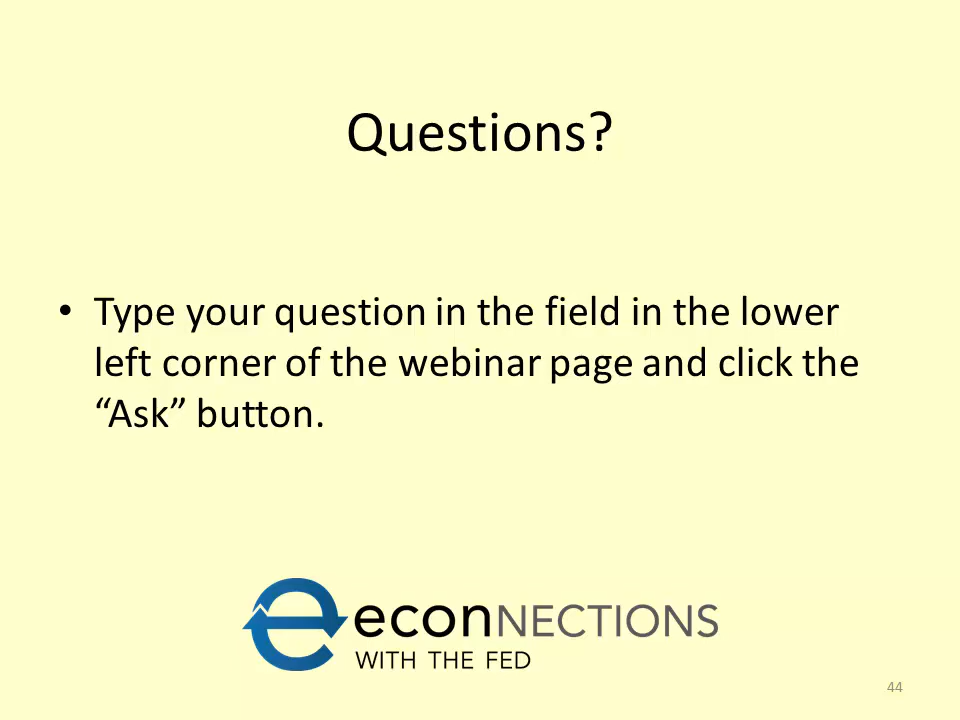 Questions?
• Type your question in the field in the lower
left corner of the webinar page and click the
“Ask” button.
econNECTIONS
WITH THE FED
44